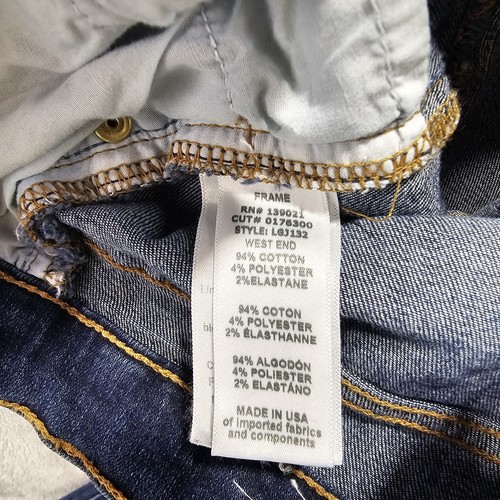 FRAME
RN# 139021
CUT# 0176300
STYLE: LGJ132
WEST END
94% COTTON
4% POLYESTER
2%ELASTANE
94% COTON
4% POLYESTER
2% ÉLASTHANNE
94% ALGODÓN
4% POLIESTER
2% ELASTÁNO
MADE IN USA
of imported fabrics
and components